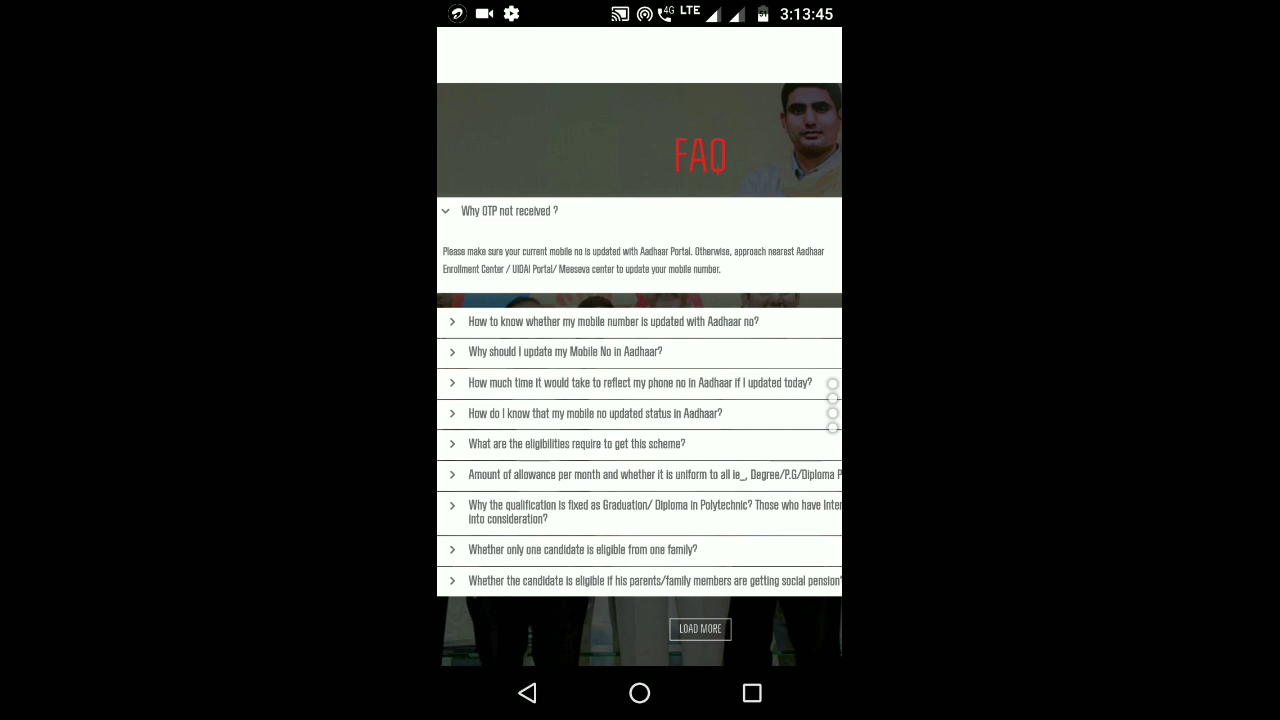 4G LTE 51 3:13:45
FAQ
Why OTP not received ?
Please make sure your current mobile no is updated with Aadhaar Portal. Otherwise, approach nearest Aadhaar
Enrollment Center / UIDAI Portal/ Meeseva center to update your mobile number.
How to know whether my mobile number is updated with Aadhaar no?
Why should I update my Mobile No in Aadhaar?
How much time it would take to reflect my phone no in Aadhaar if I updated today?
How do I know that my mobile no updated status in Aadhaar?
What are the eligibilities require to get this scheme?
Amount of allowance per month and whether it is uniform to all ie_, Degree/P.G/Diploma P
Why the qualification is fixed as Graduation/ Diploma in Polytechnic? Those who have Inter
into consideration?
Whether only one candidate is eligible from one family?
Whether the candidate is eligible if his parents/family members are getting social pension?
LOAD MORE